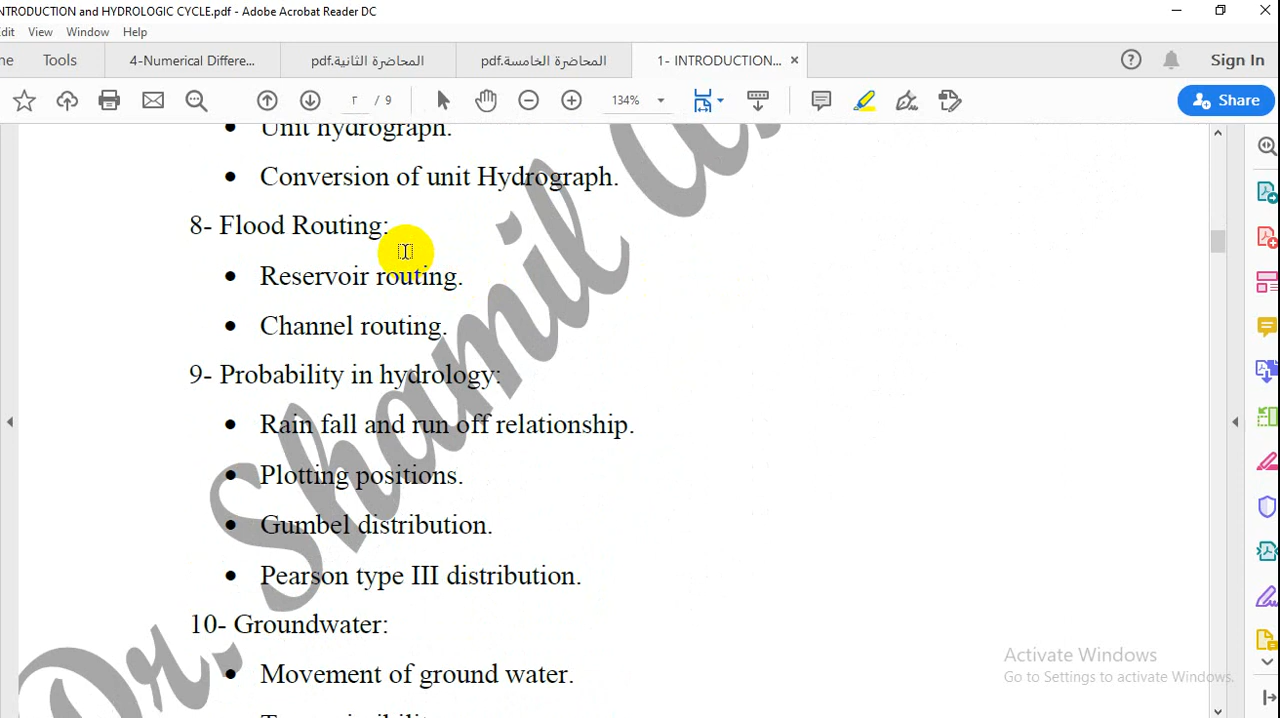 NTRODUCTION and HYDROLOGIC CYCLE.pdf - Adobe Acrobat Reader DC
dit View Window Help
ne Tools 4-Numerical Differe... المحاضرة الثانية.pdf المحاضرة الخامسة.pdf 1- INTRODUCTION... × Sign In
٢ / 9 134% Share
Unit hydrograph.
• Conversion of unit Hydrograph.
8- Flood Routing:
• Reservoir routing.
• Channel routing.
9- Probability in hydrology:
• Rain fall and run off relationship.
• Plotting positions.
• Gumbel distribution.
• Pearson type III distribution.
10- Groundwater:
• Movement of ground water.
Dr. Shamil
Activate Windows
Go to Settings to activate Windows.